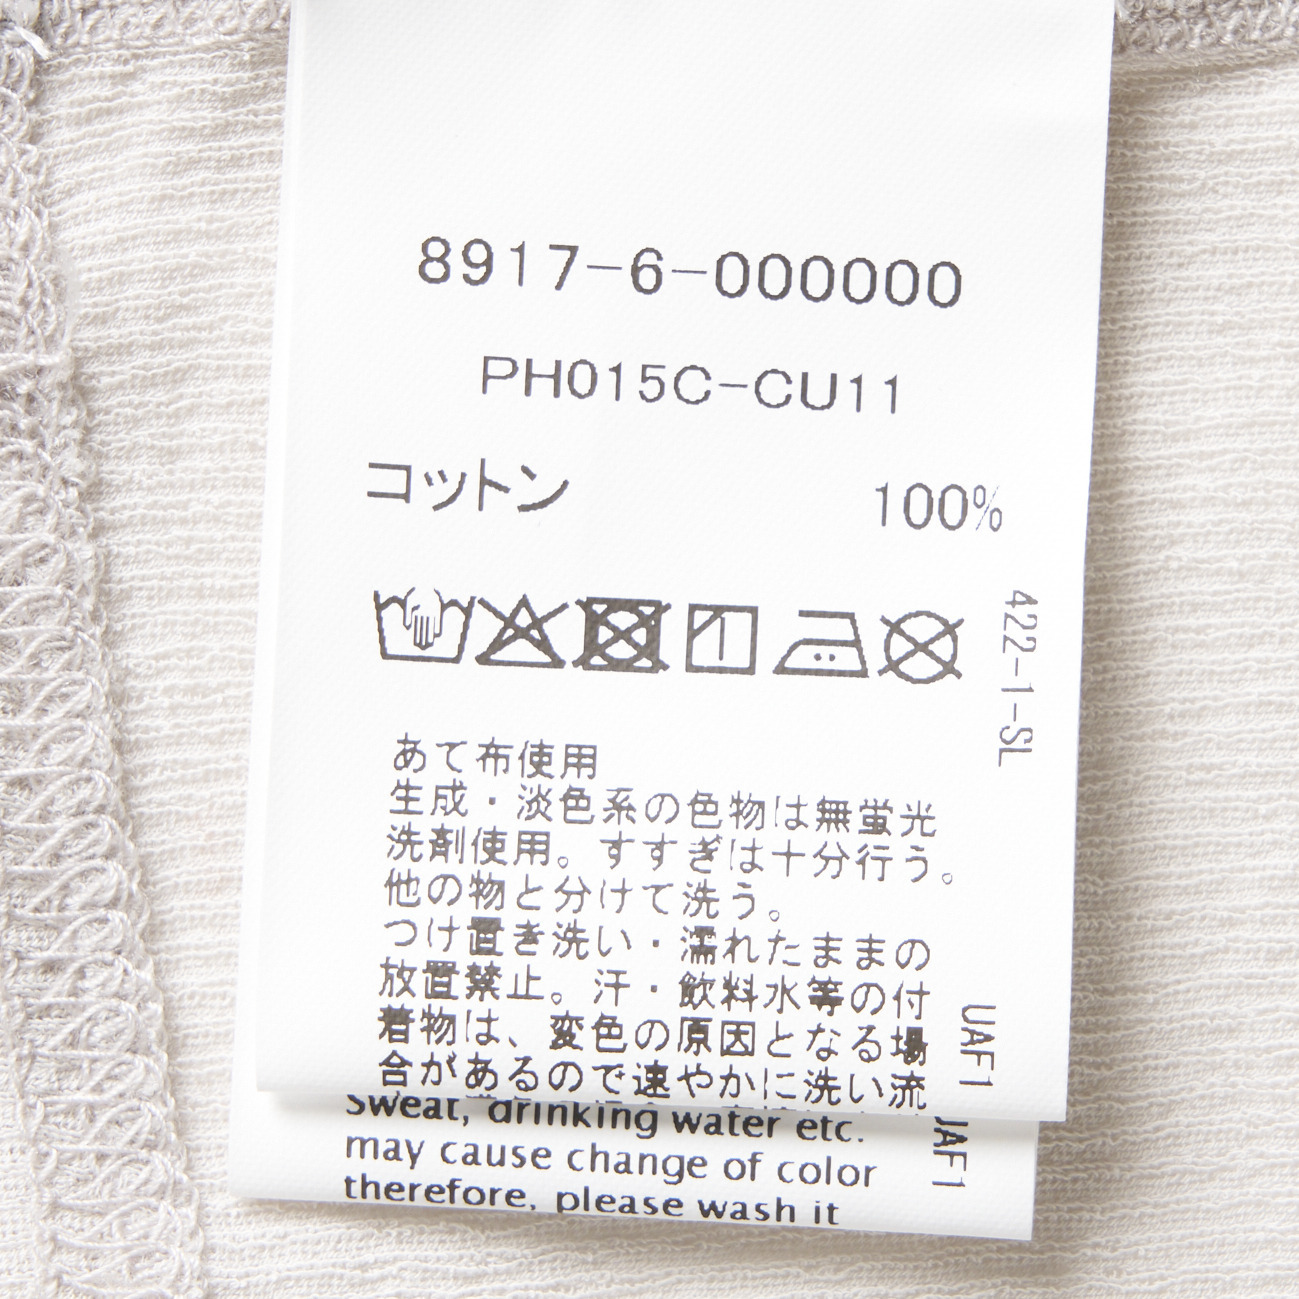 8917-6-000000
PH015C-CU11
コットン 100%
422-1-SL
あて布使用
生成・淡色系の色物は無蛍光
洗剤使用。すすぎは十分行う。
他の物と分けて洗う。
つけ置き洗い・濡れたままの
放置禁止。汗・飲料水等の付
着物は、変色の原因となる場
合があるので速やかに洗い流
UAF1
Sweat, drinking water etc.
may cause change of color
therefore, please wash it
UAF1